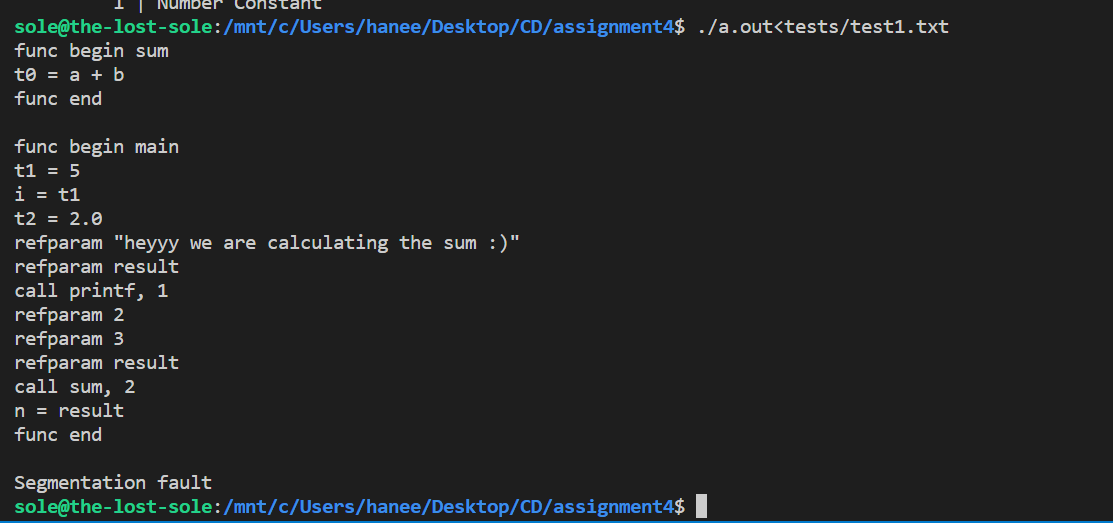 1 | Number Constant
sole@the-lost-sole:/mnt/c/Users/hanee/Desktop/CD/assignment4$ ./a.out<tests/test1.txt
func begin sum
t0 = a + b
func end
func begin main
t1 = 5
i = t1
t2 = 2.0
refparam "heyyy we are calculating the sum :)"
refparam result
call printf, 1
refparam 2
refparam 3
refparam result
call sum, 2
n = result
func end
Segmentation fault
sole@the-lost-sole:/mnt/c/Users/hanee/Desktop/CD/assignment4$